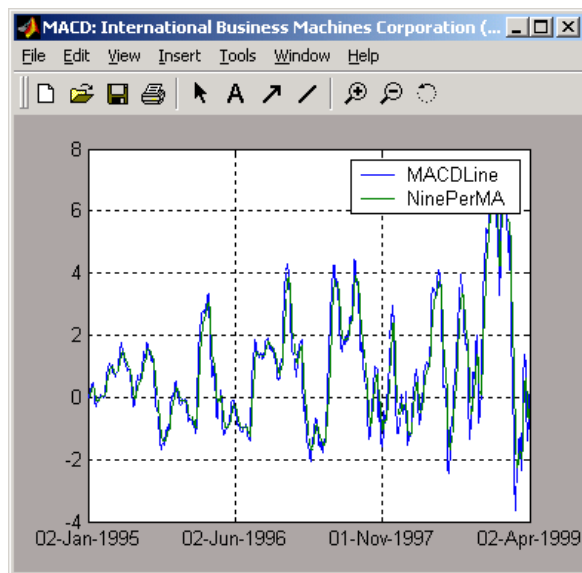 MACD: International Business Machines Corporation (...
File Edit View Insert Tools Window Help
A
8
MACDLine
NinePerMA
6
4
2
0
-2
-4
02-Jan-1995 02-Jun-1996 01-Nov-1997 02-Apr-1999